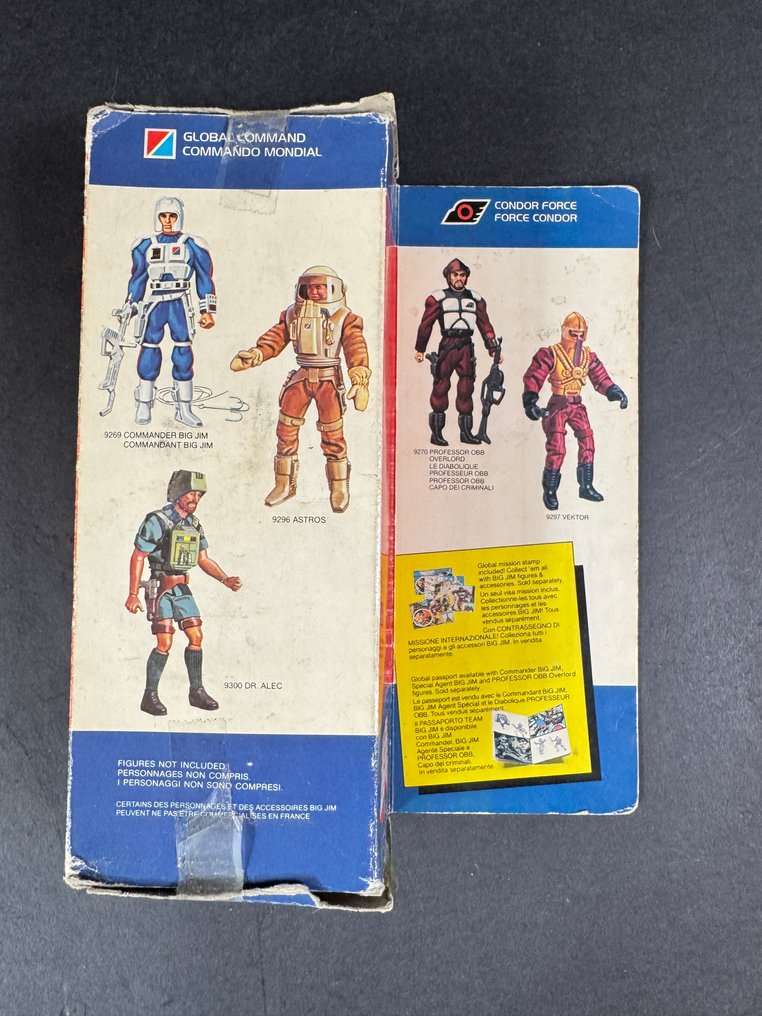 GLOBAL COMMAND
COMMANDO MONDIAL
9269 COMMANDER BIG JIM
COMMANDANT BIG JIM
9296 ASTROS
9300 DR. ALEC
FIGURES NOT INCLUDED.
PERSONNAGES NON COMPRIS.
I PERSONAGGI NON SONO COMPRESI.
CERTAINS DES PERSONNAGES ET DES ACCESSOIRES BIG JIM
PEUVENT NE PAS ÊTRE COMMERCIALISES EN FRANCE
CONDOR FORCE
FORCE CONDOR
9270 PROFESSOR OBB
OVERLORD
LE DIABOLIQUE
PROFESSEUR OBB
PROFESSOR OBB
CAPO DEI CRIMINALI
9297 VEKTOR
Global mission stamp
included! Collect 'em all
with BIG JIM figures &
accessories. Sold separately.
Un seul visa mission inclus.
Collectionne-les tous avec
les personnages et les
accessoires BIG JIM! Tous
vendus séparément.
Con CONTRASSEGNO DI
MISSIONE INTERNAZIONALE! Colleziona tutti i
personaggi e gli accessori BIG JIM. In vendita
separatamente.
Global passport available with Commander BIG JIM,
Special Agent BIG JIM and PROFESSOR OBB Overlord
figures. Sold separately.
Le passeport est vendu avec le Commandant BIG JIM,
BIG JIM Agent Spécial et le Diabolique PROFESSEUR
OBB. Tous vendus séparément.
Il PASSAPORTO TEAM
BIG JIM e disponibile
con BIG JIM
Commander, BIG JIM
Agente Speciale e
PROFESSOR OBB,
Capo dei criminali.
In vendita separatamente.